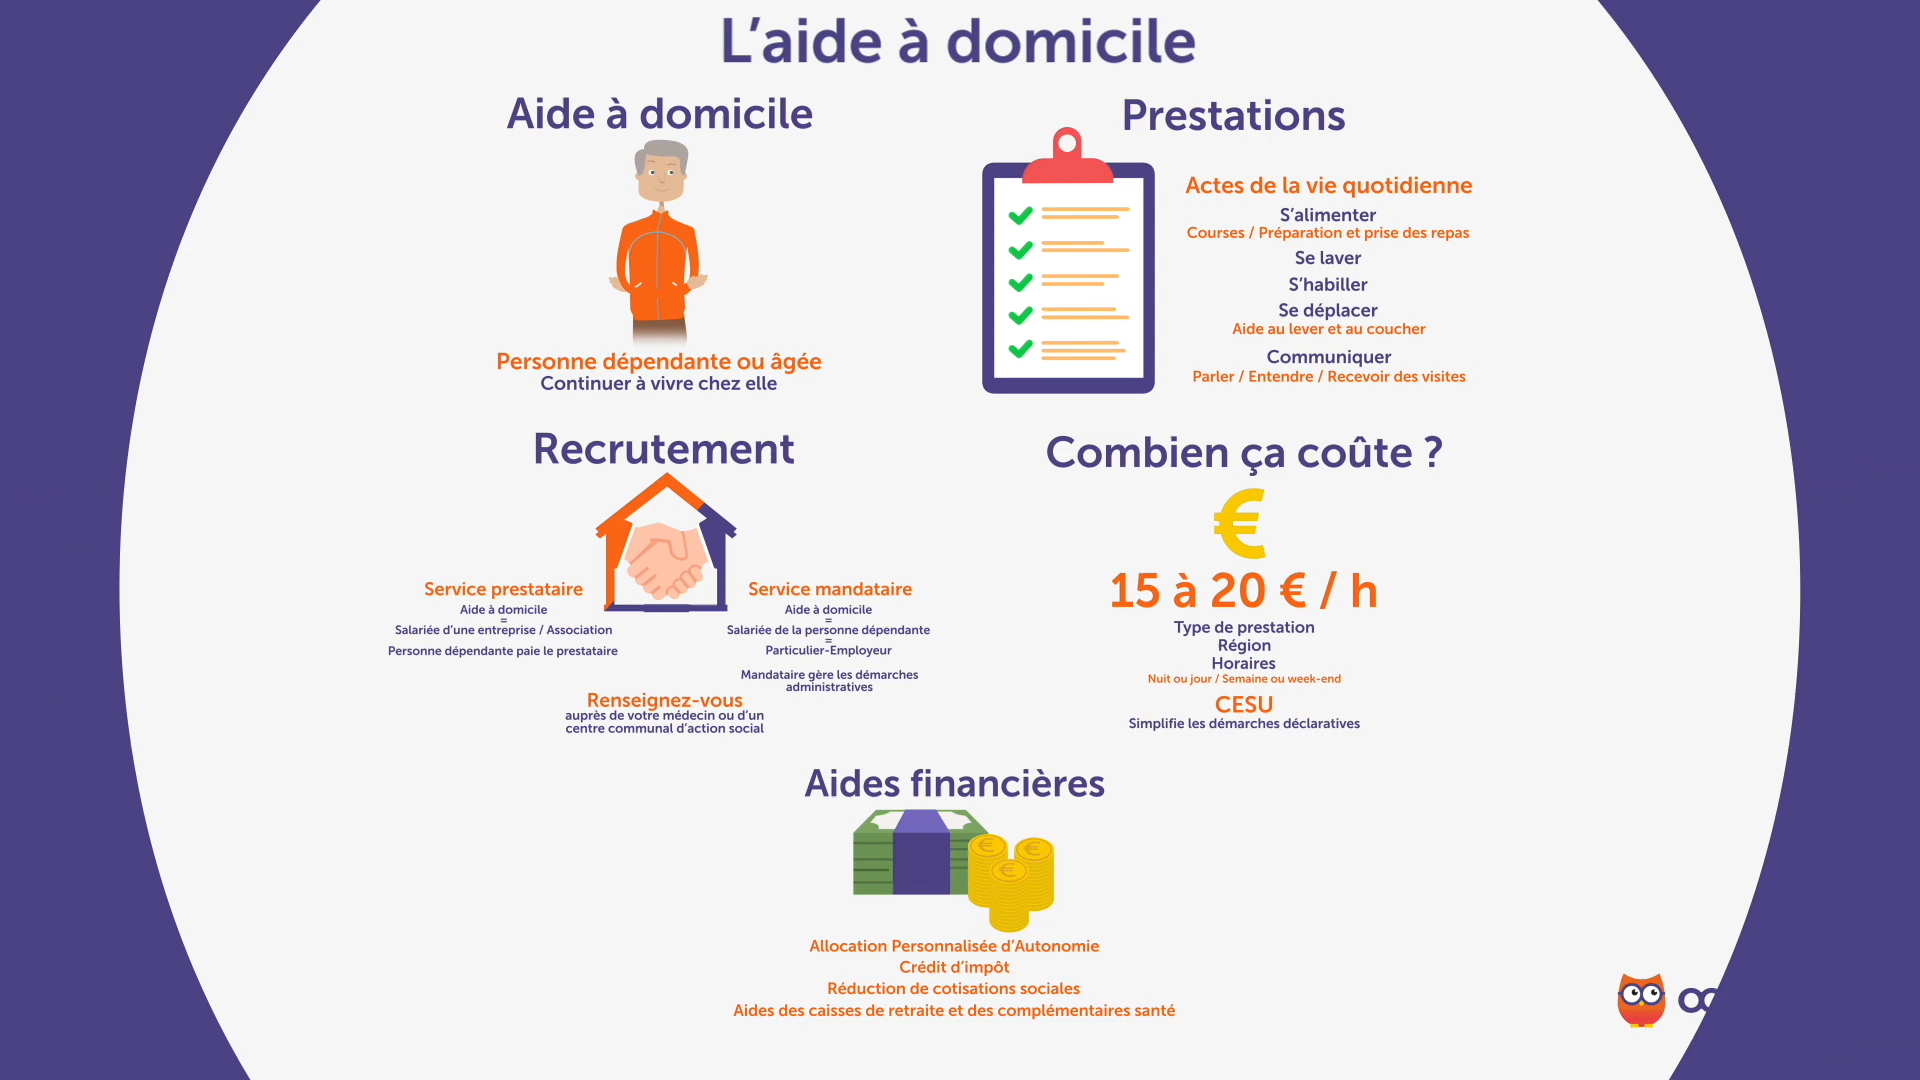 L'aide à domicile
Aide à domicile
Personne dépendante ou âgée
Continuer à vivre chez elle
Prestations
Actes de la vie quotidienne
S'alimenter
Courses / Préparation et prise des repas
Se laver
S'habiller
Se déplacer
Aide au lever et au coucher
Communiquer
Parler / Entendre / Recevoir des visites
Recrutement
Service prestataire
Aide à domicile
=
Salariée d'une entreprise / Association
Personne dépendante paie le prestataire
Service mandataire
Aide à domicile
=
Salariée de la personne dépendante
=
Particulier-Employeur
Mandataire gère les démarches
administratives
Renseignez-vous
auprès de votre médecin ou d'un
centre communal d'action social
Combien ça coûte ?
€
15 à 20 € / h
Type de prestation
Région
Horaires
Nuit ou jour / Semaine ou week-end
CESU
Simplifie les démarches déclaratives
Aides financières
Allocation Personnalisée d'Autonomie
Crédit d'impôt
Réduction de cotisations sociales
Aides des caisses de retraite et des complémentaires santé